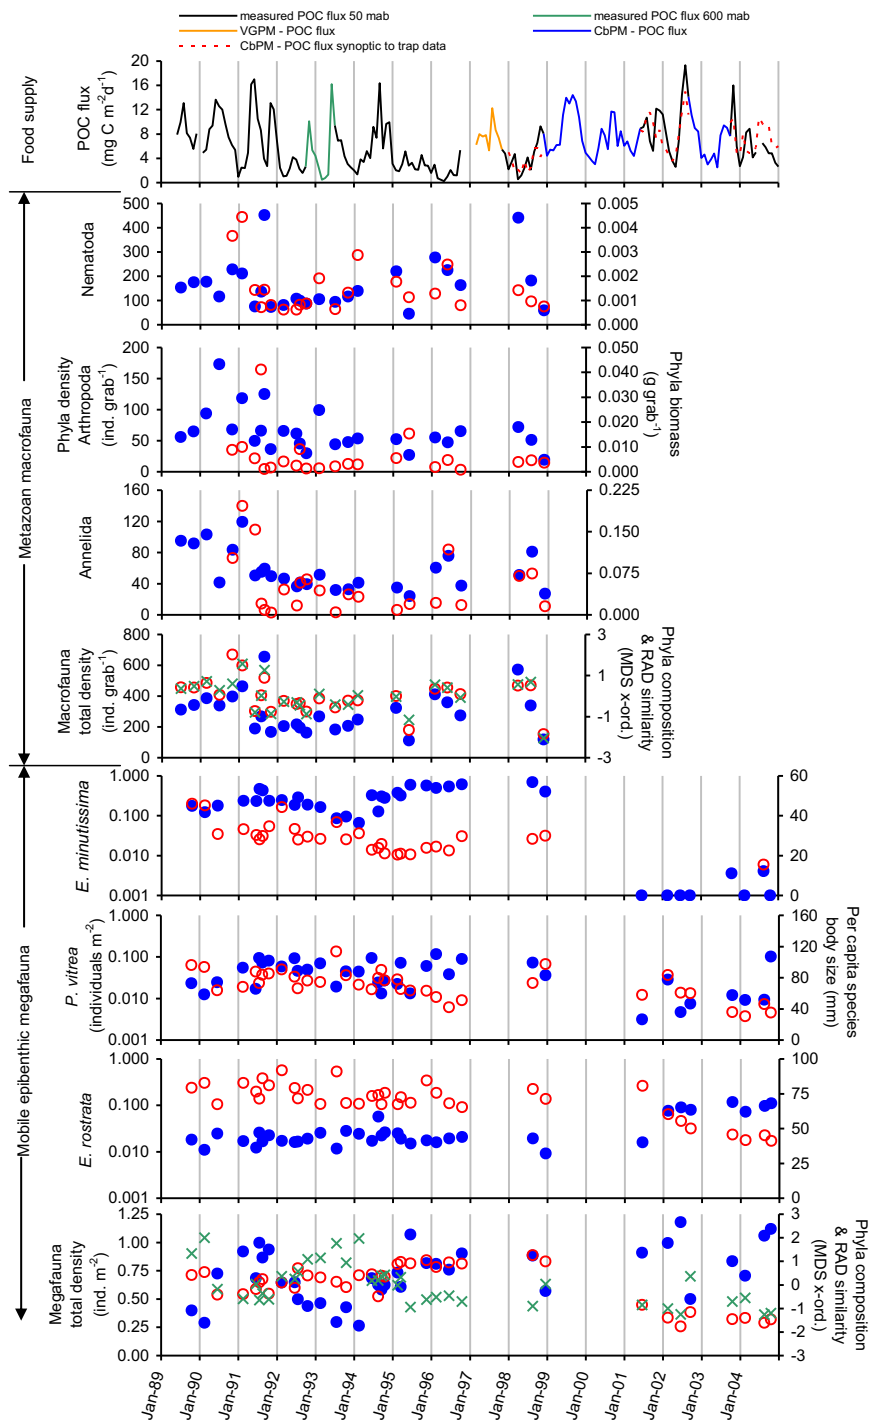 measured POC flux 50 mab
measured POC flux 600 mab
VGPM - POC flux
CbPM - POC flux
CbPM - POC flux synoptic to trap data
Food supply
POC flux
(mg C m-2d-1)
20
16
12
8
4
0
Metazoan macrofauna
Nematoda
500
400
300
200
100
0
0.005
0.004
0.003
0.002
0.001
0.000
Phyla density
Arthropoda
(ind. grab-1)
200
150
100
50
0
0.050
0.040
0.030
0.020
0.010
0.000
Phyla biomass
(g grab-1)
Annelida
160
120
80
40
0
0.225
0.150
0.075
0.000
Macrofauna
total density
(ind. grab-1)
800
600
400
200
0
3
1
-1
-3
Phyla composition
& RAD similarity
(MDS x-ord.)
Mobile epibenthic megafauna
E. minutissima
1.000
0.100
0.010
0.001
60
40
20
0
P. vitrea
(individuals m-2)
1.000
0.100
0.010
0.001
160
120
80
40
0
Per capita species
body size (mm)
E. rostrata
1.000
0.100
0.010
0.001
100
75
50
25
0
Megafauna
total density
(ind. m-2)
1.25
1.00
0.75
0.50
0.25
0.00
3
2
1
0
-1
-2
-3
Phyla composition
& RAD similarity
(MDS x-ord.)
Jan-89
Jan-90
Jan-91
Jan-92
Jan-93
Jan-94
Jan-95
Jan-96
Jan-97
Jan-98
Jan-99
Jan-00
Jan-01
Jan-02
Jan-03
Jan-04